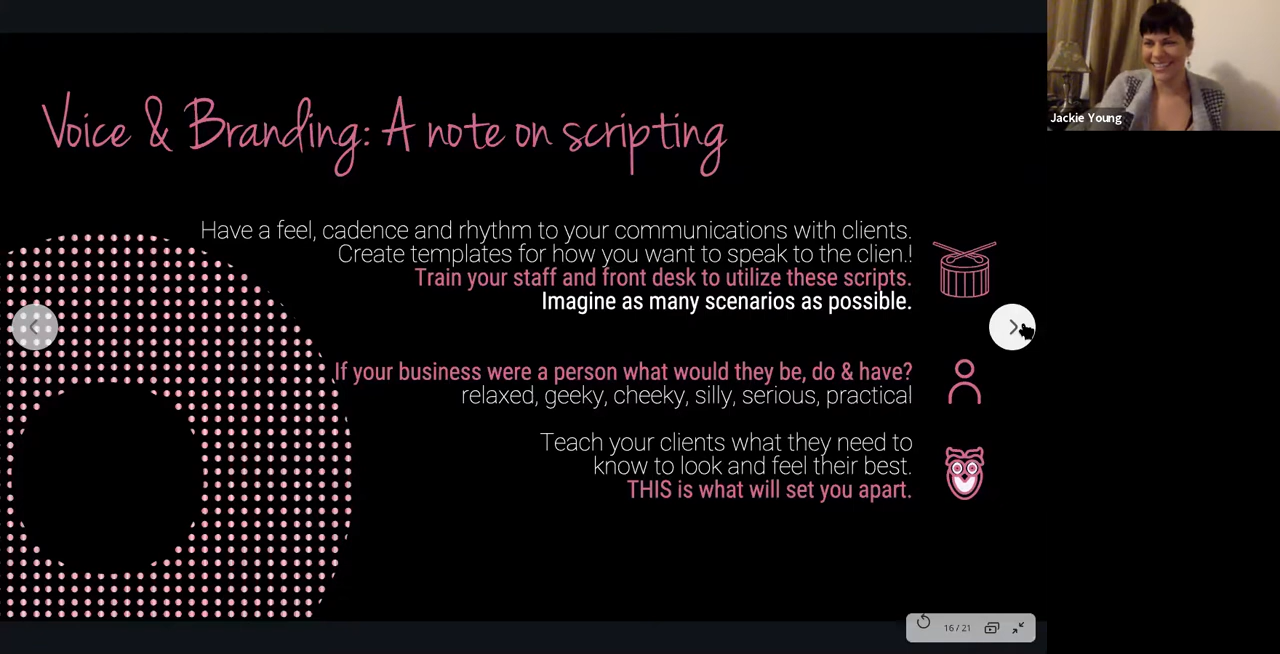 Voice & Branding: A note on scripting
Have a feel, cadence and rhythm to your communications with clients.
Create templates for how you want to speak to the clien.!
Train your staff and front desk to utilize these scripts.
Imagine as many scenarios as possible.
If your business were a person what would they be, do & have?
relaxed, geeky, cheeky, silly, serious, practical
Teach your clients what they need to
know to look and feel their best.
THIS is what will set you apart.
Jackie Young
16 / 21